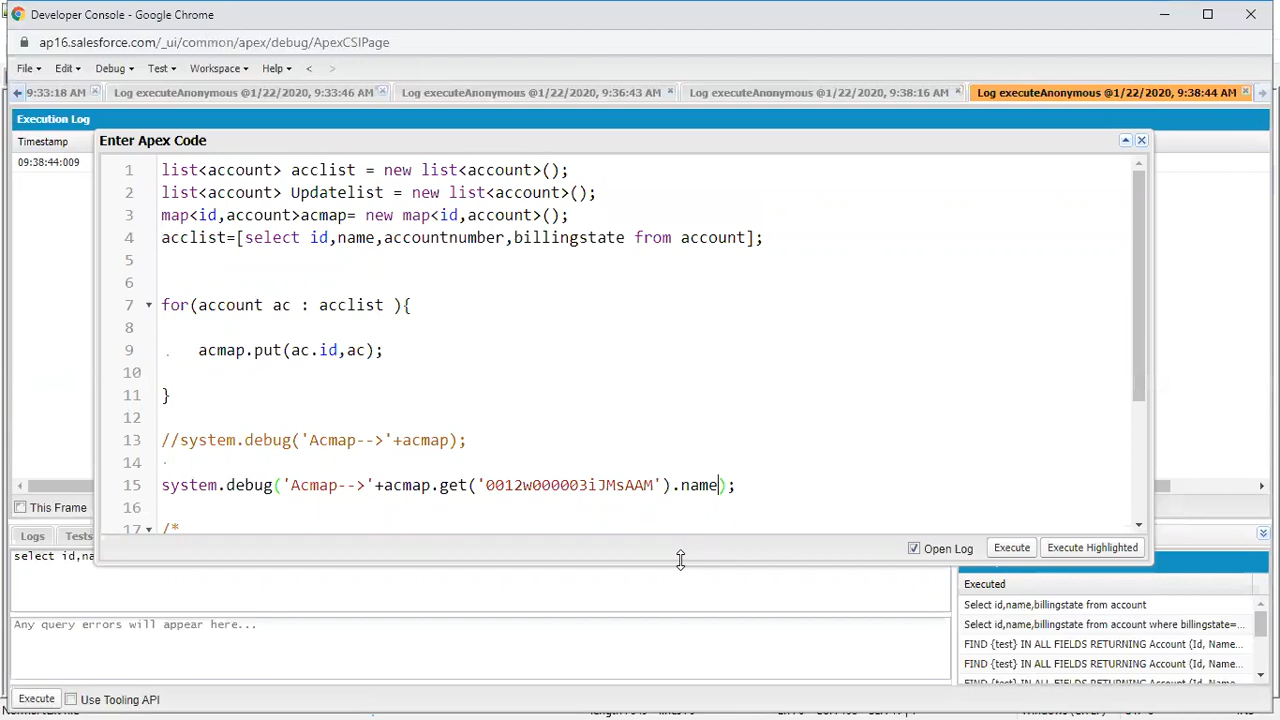 Developer Console - Google Chrome
ap16.salesforce.com/_ui/common/apex/debug/ApexCSIPage
File Edit Debug Test Workspace Help < >
9:33:18 AM Log executeAnonymous @1/22/2020, 9:33:46 AM Log executeAnonymous @1/22/2020, 9:36:43 AM Log executeAnonymous @1/22/2020, 9:38:16 AM Log executeAnonymous @1/22/2020, 9:38:44 AM
Execution Log
Timestamp
09:38:44:009
Enter Apex Code
1 list<account> acclist = new list<account>();
2 list<account> Updatelist = new list<account>();
3 map<id,account>acmap= new map<id,account>();
4 acclist=[select id,name,accountnumber,billingstate from account];
5
6
7 for(account ac : acclist ){
8
9 acmap.put(ac.id,ac);
10
11 }
12
13 //system.debug('Acmap-->'+acmap);
14
15 system.debug('Acmap-->'+acmap.get('0012w000003iJMsAAM').name);
16
17 /*
This Frame
Open Log Execute Execute Highlighted
Logs Tests
select id,na
Any query errors will appear here...
Executed
Select id,name,billingstate from account
Select id,name,billingstate from account where billingstate=...
FIND {test} IN ALL FIELDS RETURNING Account (Id, Name...
FIND {test} IN ALL FIELDS RETURNING Account (Id, Name...
FIND {test} IN ALL FIELDS RETURNING Account (Id, Name...
Execute Use Tooling API